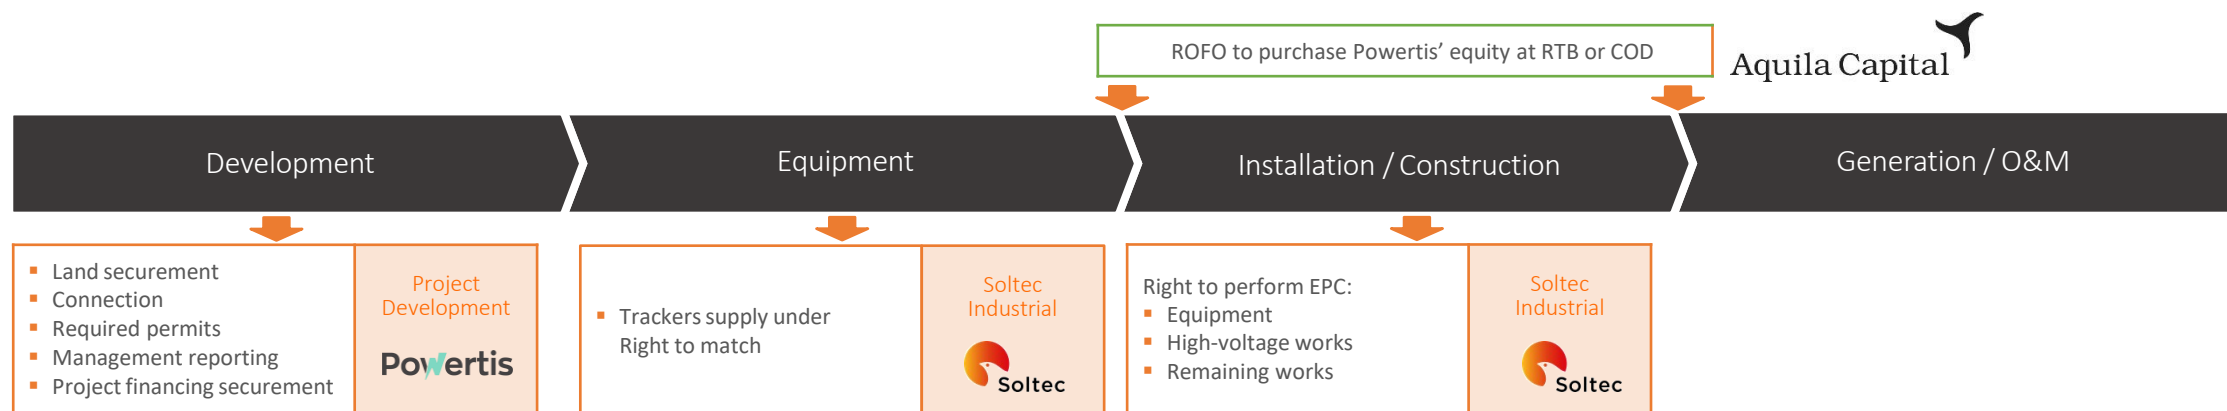 ROFO to purchase Powertis’ equity at RTB or COD
Aquila Capital
Development
Equipment
Installation / Construction
Generation / O&M
▪ Land securement
▪ Connection
▪ Required permits
▪ Management reporting
▪ Project financing securement
Project
Development
Powertis
▪ Trackers supply under
Right to match
Soltec
Industrial
Soltec
Right to perform EPC:
▪ Equipment
▪ High-voltage works
▪ Remaining works
Soltec
Industrial
Soltec